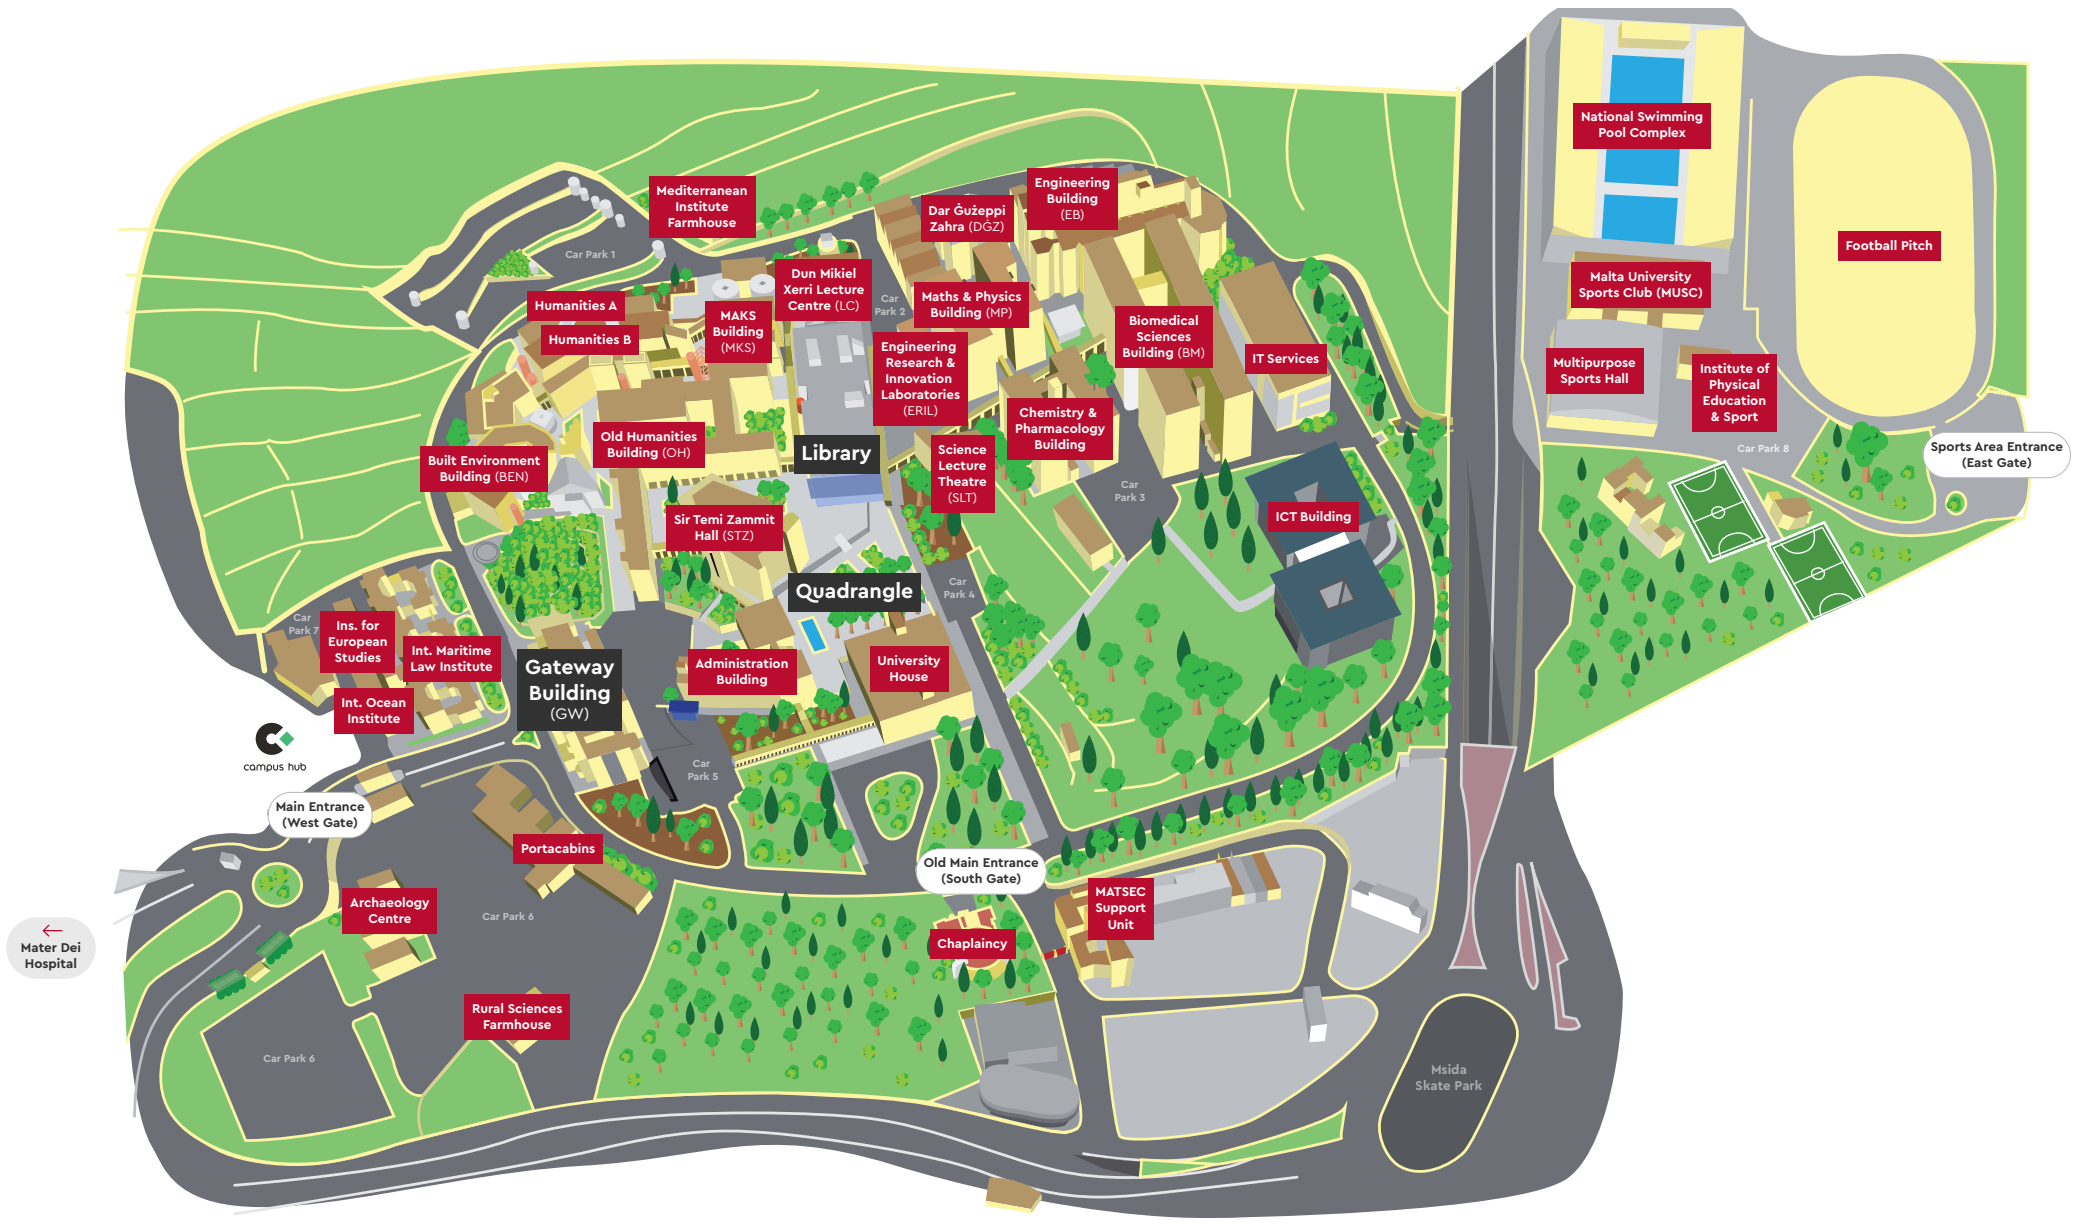 National Swimming
Pool Complex
Mediterranean
Institute
Farmhouse
Engineering
Building
(EB)
Dar Ġużeppi
Zahra (DĠZ)
Football Pitch
Car Park 1
Dun Mikiel
Xerri Lecture
Centre (LC)
Malta University
Sports Club (MUSC)
Humanities A
Humanities B
MAKS
Building
(MKS)
Car
Park 2
Maths & Physics
Building (MP)
Biomedical
Sciences
Building (BM)
IT Services
Engineering
Research &
Innovation
Laboratories
(ERIL)
Multipurpose
Sports Hall
Institute of
Physical
Education
& Sport
Chemistry &
Pharmacology
Building
Old Humanities
Building (OH)
Library
Science
Lecture
Theatre
(SLT)
Car Park 8
Sports Area Entrance
(East Gate)
Built Environment
Building (BEN)
Car
Park 3
Sir Temi Zammit
Hall (STZ)
ICT Building
Quadrangle
Car
Park 4
Car
Park 7
Ins. for
European
Studies
Int. Maritime
Law Institute
Gateway
Building
(GW)
Administration
Building
University
House
Int. Ocean
Institute
campus hub
Car
Park 5
Main Entrance
(West Gate)
Portacabins
Old Main Entrance
(South Gate)
Archaeology
Centre
Car Park 6
MATSEC
Support
Unit
Chaplaincy
Mater Dei
Hospital
Rural Sciences
Farmhouse
Car Park 6
Msida
Skate Park